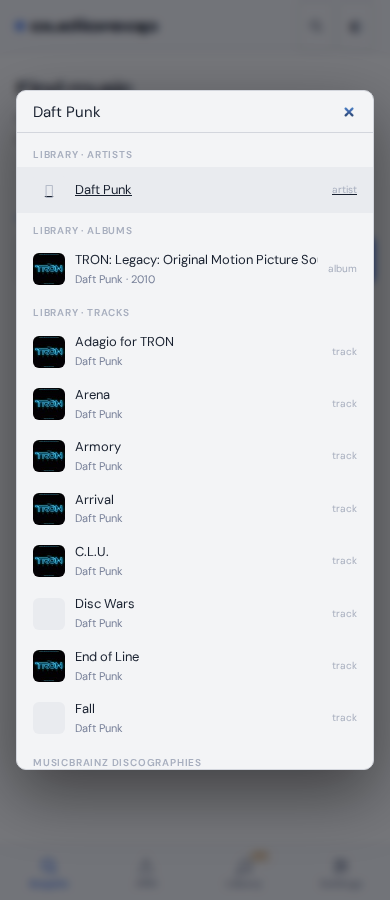 Daft Punk
LIBRARY · ARTISTS
Daft Punk
artist
LIBRARY · ALBUMS
TRON: Legacy: Original Motion Picture Sou
album
Daft Punk · 2010
LIBRARY · TRACKS
Adagio for TRON
Daft Punk
track
Arena
Daft Punk
track
Armory
Daft Punk
track
Arrival
Daft Punk
track
C.L.U.
Daft Punk
track
Disc Wars
Daft Punk
track
End of Line
Daft Punk
track
Fall
Daft Punk
track
MUSICBRAINZ DISCOGRAPHIES